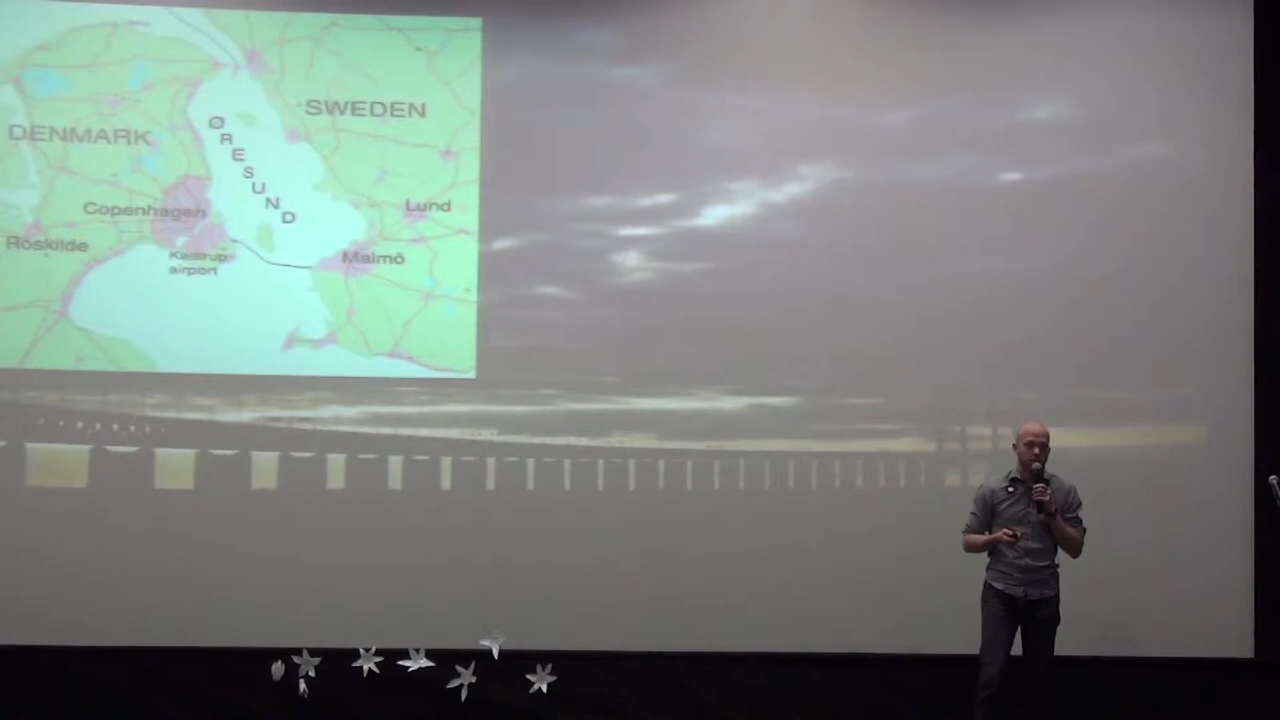 SWEDEN
DENMARK
ØRESUND
Copenhagen
Lund
Roskilde
Kastrup
airport
Malmö